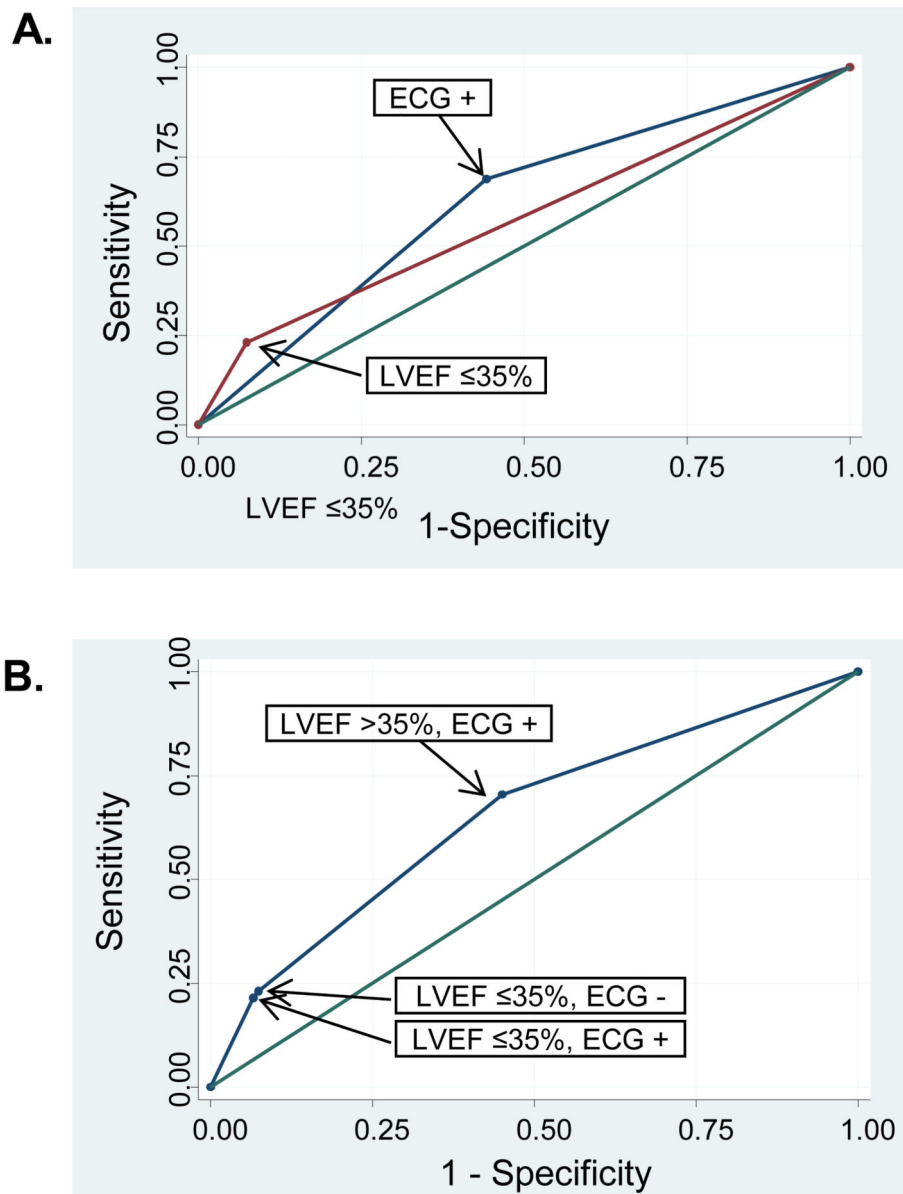 A.
ECG +
LVEF ≤35%
Sensitivity
1.00
0.75
0.50
0.25
0.00
0.00 0.25 0.50 0.75 1.00
LVEF ≤35%
1-Specificity
B.
LVEF >35%, ECG +
LVEF ≤35%, ECG -
LVEF ≤35%, ECG +
Sensitivity
1.00
0.75
0.50
0.25
0.00
0.00 0.25 0.50 0.75 1.00
1 - Specificity